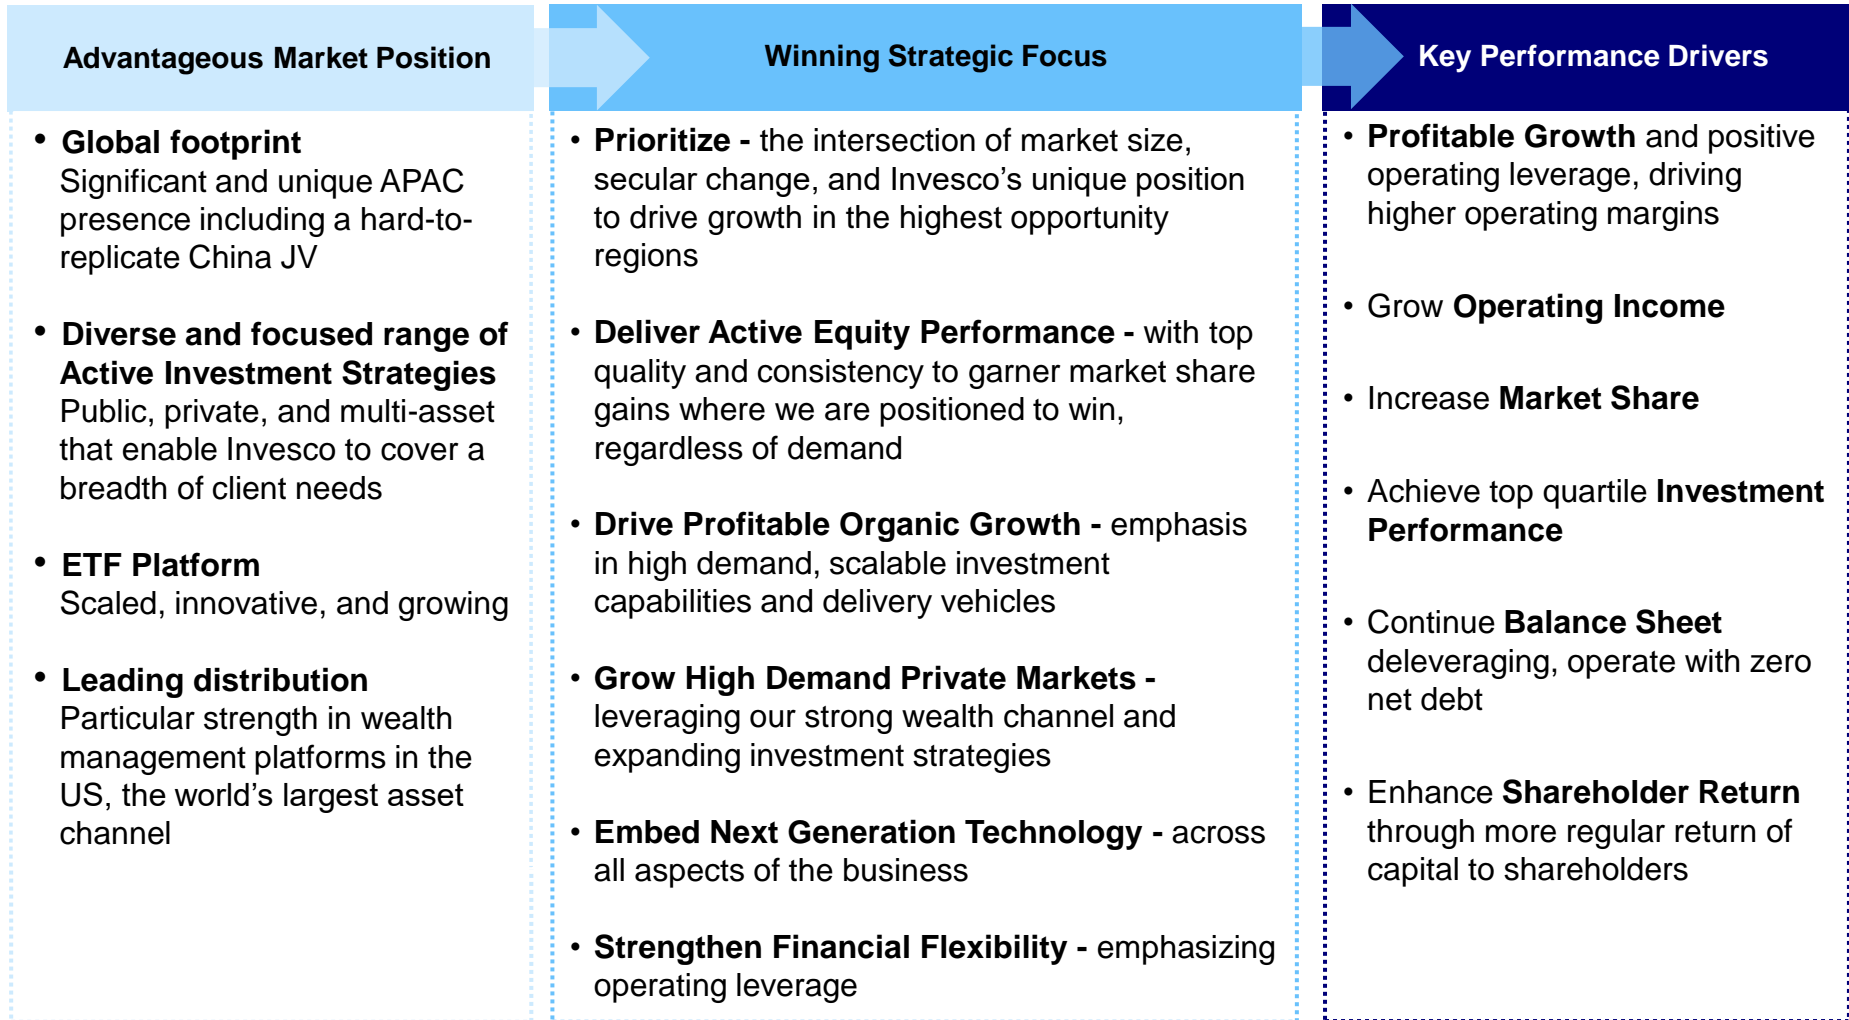 Advantageous Market Position
• Global footprint
Significant and unique APAC
presence including a hard-to-
replicate China JV
• Diverse and focused range of
Active Investment Strategies
Public, private, and multi-asset
that enable Invesco to cover a
breadth of client needs
• ETF Platform
Scaled, innovative, and growing
• Leading distribution
Particular strength in wealth
management platforms in the
US, the world’s largest asset
channel
Winning Strategic Focus
• Prioritize - the intersection of market size,
secular change, and Invesco’s unique position
to drive growth in the highest opportunity
regions
• Deliver Active Equity Performance - with top
quality and consistency to garner market share
gains where we are positioned to win,
regardless of demand
• Drive Profitable Organic Growth - emphasis
in high demand, scalable investment
capabilities and delivery vehicles
• Grow High Demand Private Markets -
leveraging our strong wealth channel and
expanding investment strategies
• Embed Next Generation Technology - across
all aspects of the business
• Strengthen Financial Flexibility - emphasizing
operating leverage
Key Performance Drivers
• Profitable Growth and positive
operating leverage, driving
higher operating margins
• Grow Operating Income
• Increase Market Share
• Achieve top quartile Investment
Performance
• Continue Balance Sheet
deleveraging, operate with zero
net debt
• Enhance Shareholder Return
through more regular return of
capital to shareholders